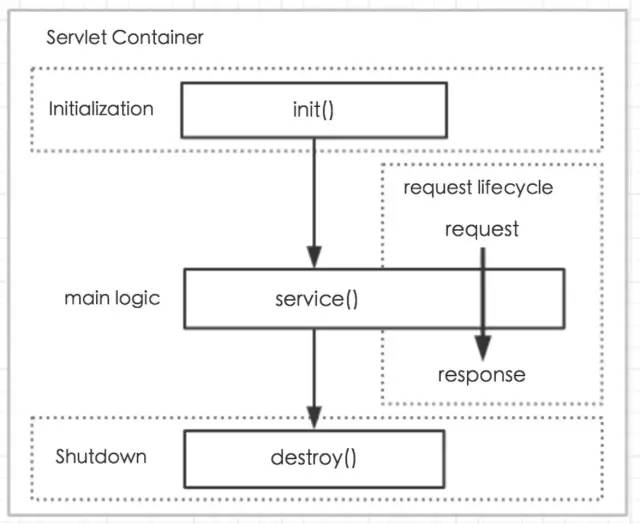 Servlet Container
Initialization
init()
request lifecycle
request
main logic
service()
response
Shutdown
destroy()